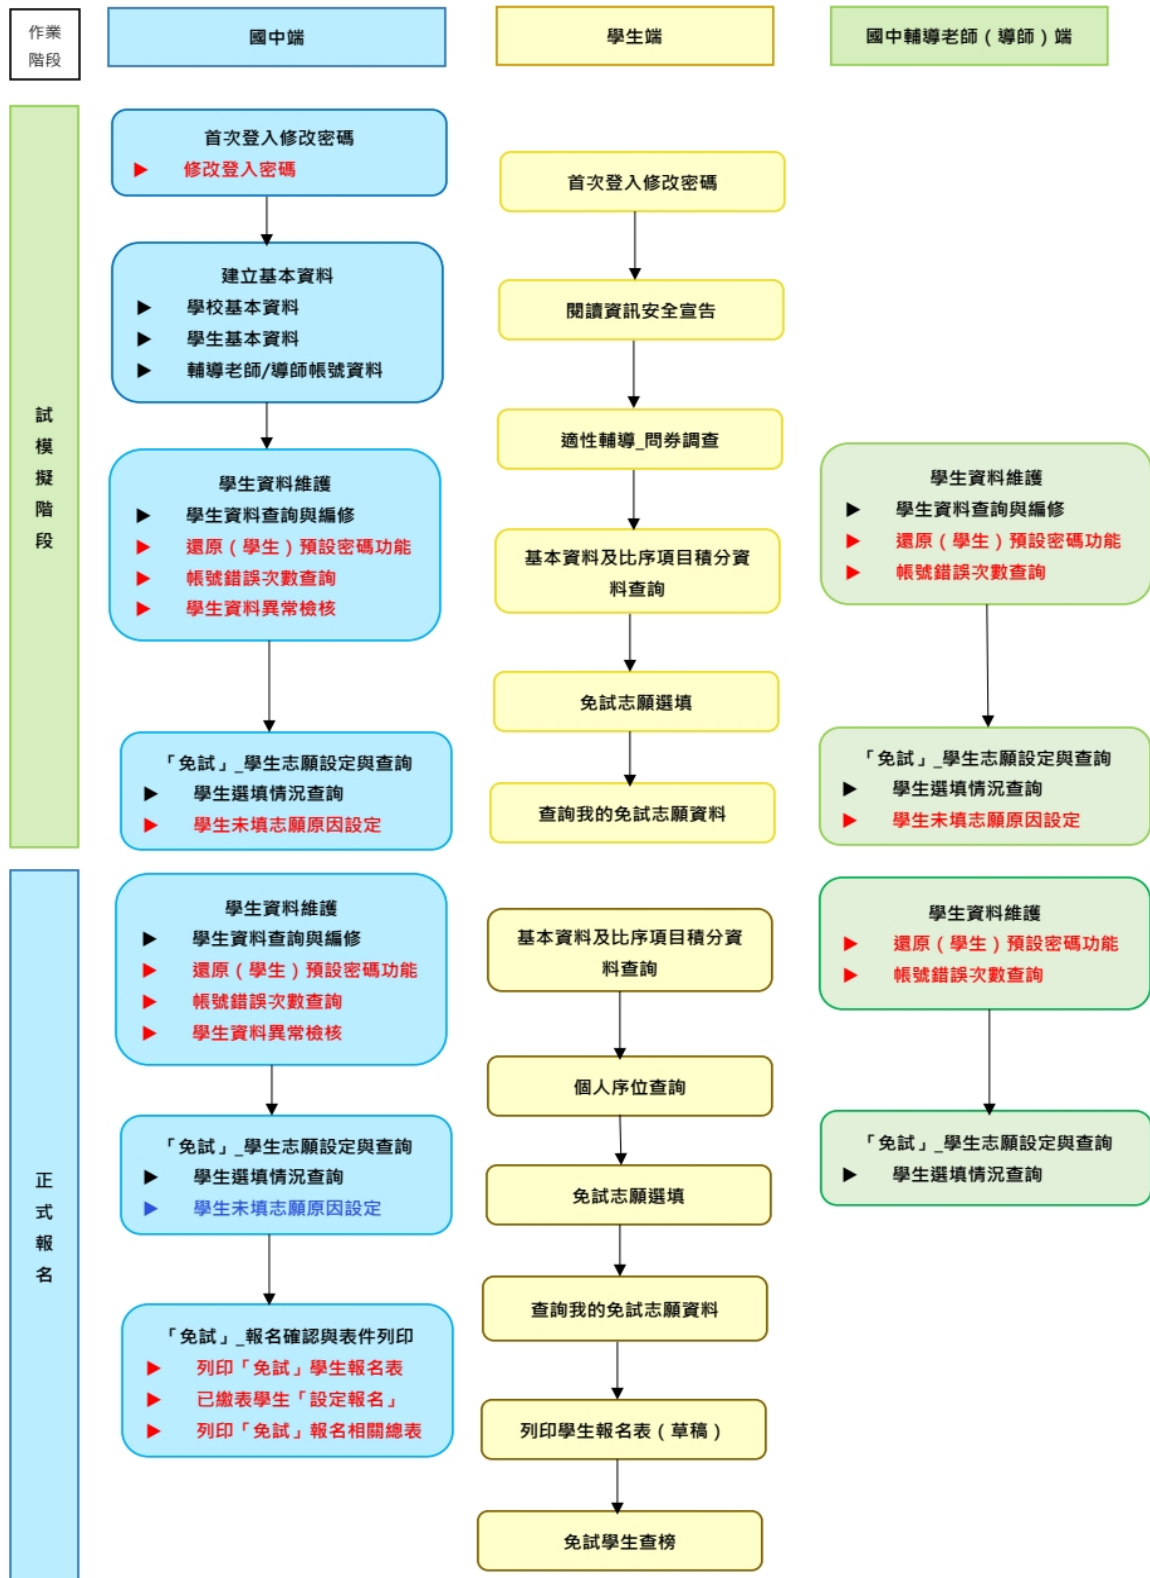 作業
階段
國中端
學生端
國中輔導老師（導師）端
試
模
擬
階
段
首次登入修改密碼
▶ 修改登入密碼
建立基本資料
▶ 學校基本資料
▶ 學生基本資料
▶ 輔導老師/導師帳號資料
學生資料維護
▶ 學生資料查詢與編修
▶ 還原（學生）預設密碼功能
▶ 帳號錯誤次數查詢
▶ 學生資料異常檢核
「免試」_學生志願設定與查詢
▶ 學生選填情況查詢
▶ 學生未填志願原因設定
首次登入修改密碼
閱讀資訊安全宣告
適性輔導_問券調查
基本資料及比序項目積分資
料查詢
免試志願選填
查詢我的免試志願資料
學生資料維護
▶ 學生資料查詢與編修
▶ 還原（學生）預設密碼功能
▶ 帳號錯誤次數查詢
「免試」_學生志願設定與查詢
▶ 學生選填情況查詢
▶ 學生未填志願原因設定
正
式
報
名
學生資料維護
▶ 學生資料查詢與編修
▶ 還原（學生）預設密碼功能
▶ 帳號錯誤次數查詢
▶ 學生資料異常檢核
「免試」_學生志願設定與查詢
▶ 學生選填情況查詢
▶ 學生未填志願原因設定
「免試」_報名確認與表件列印
▶ 列印「免試」學生報名表
▶ 已繳表學生「設定報名」
▶ 列印「免試」報名相關總表
基本資料及比序項目積分資
料查詢
個人序位查詢
免試志願選填
查詢我的免試志願資料
列印學生報名表（草稿）
免試學生查榜
學生資料維護
▶ 還原（學生）預設密碼功能
▶ 帳號錯誤次數查詢
「免試」_學生志願設定與查詢
▶ 學生選填情況查詢